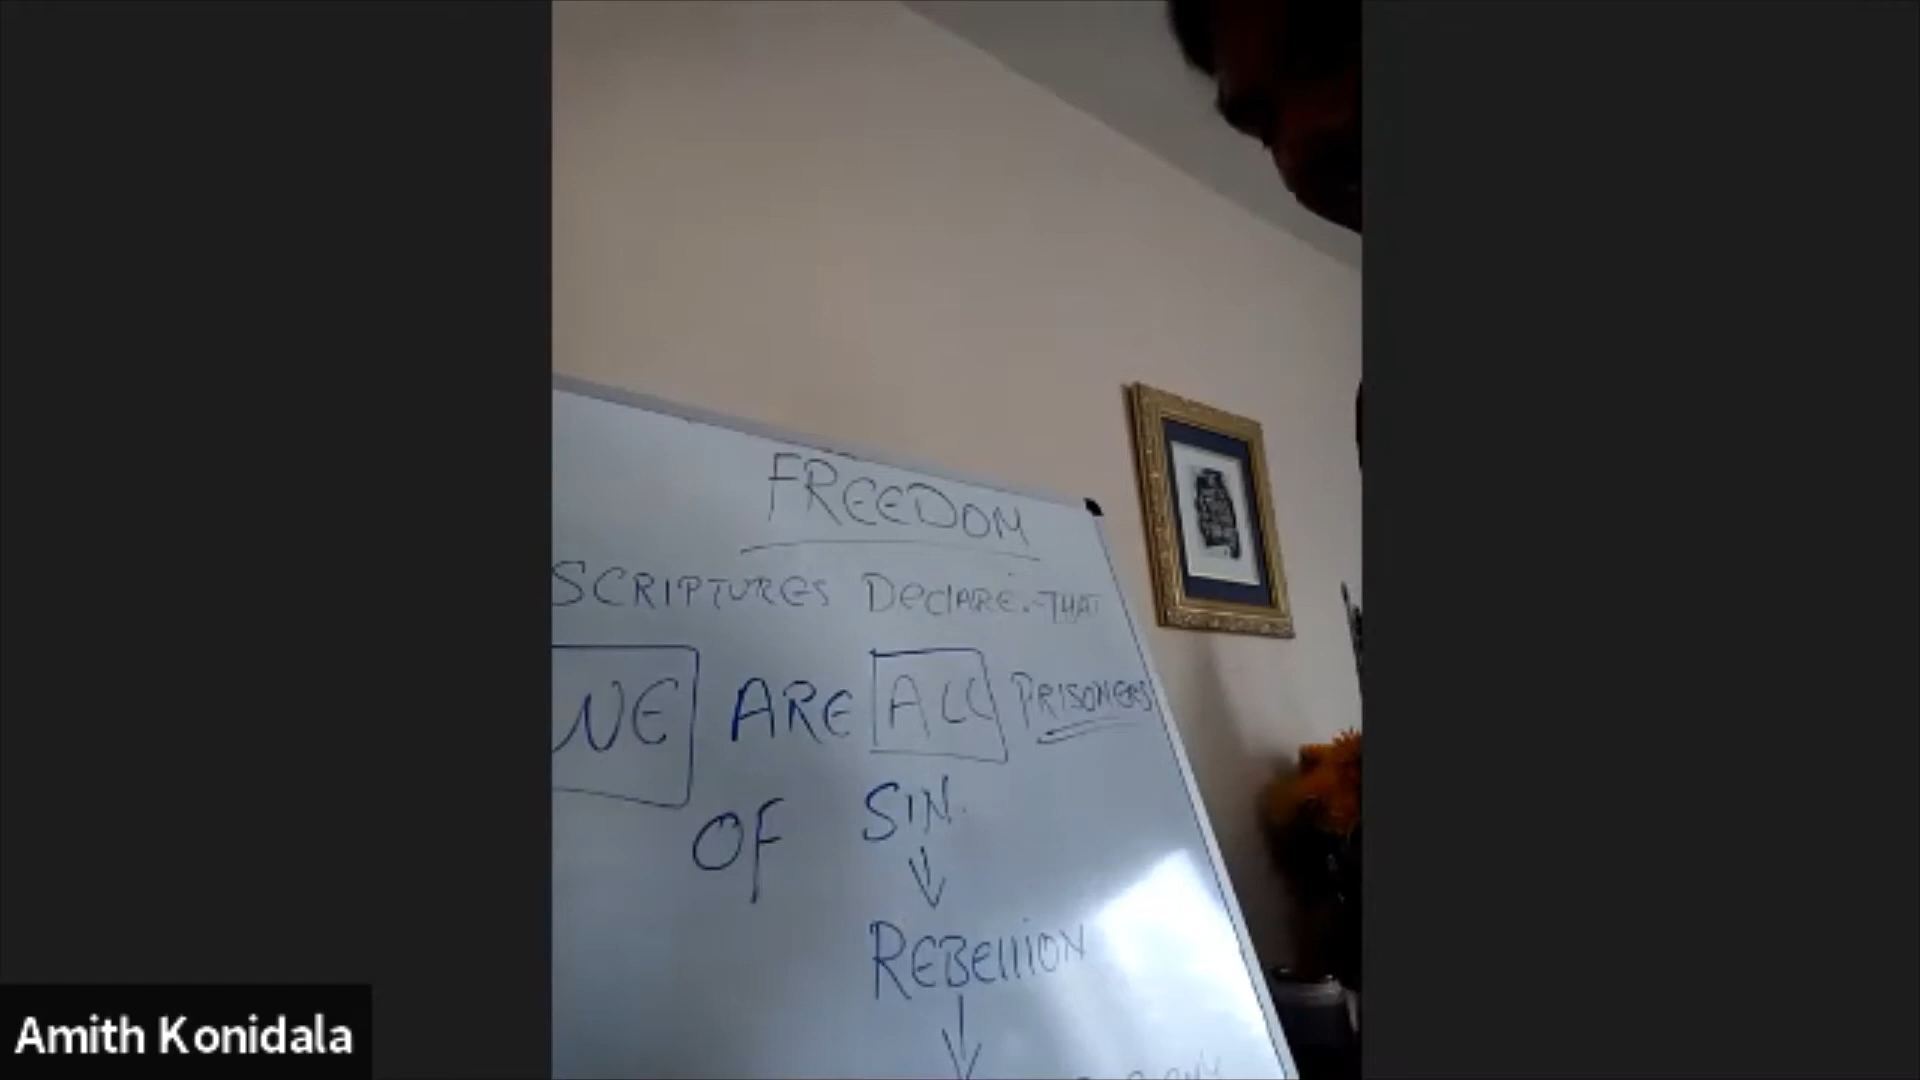 FREEDOM
SCRIPTURES DECLARE THAT
WE ARE ALL PRISONERS
OF SIN.
REBELLION
Amith Konidala